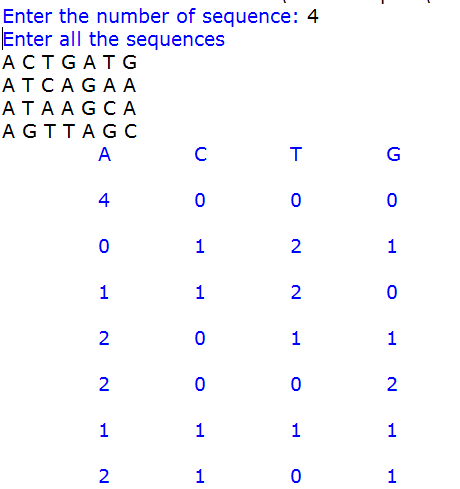 Enter the number of sequence: 4
Enter all the sequences
A C T G A T G
A T C A G A A
A T A A G C A
A G T T A G C
A C T G
4 0 0 0
0 1 2 1
1 1 2 0
2 0 1 1
2 0 0 2
1 1 1 1
2 1 0 1